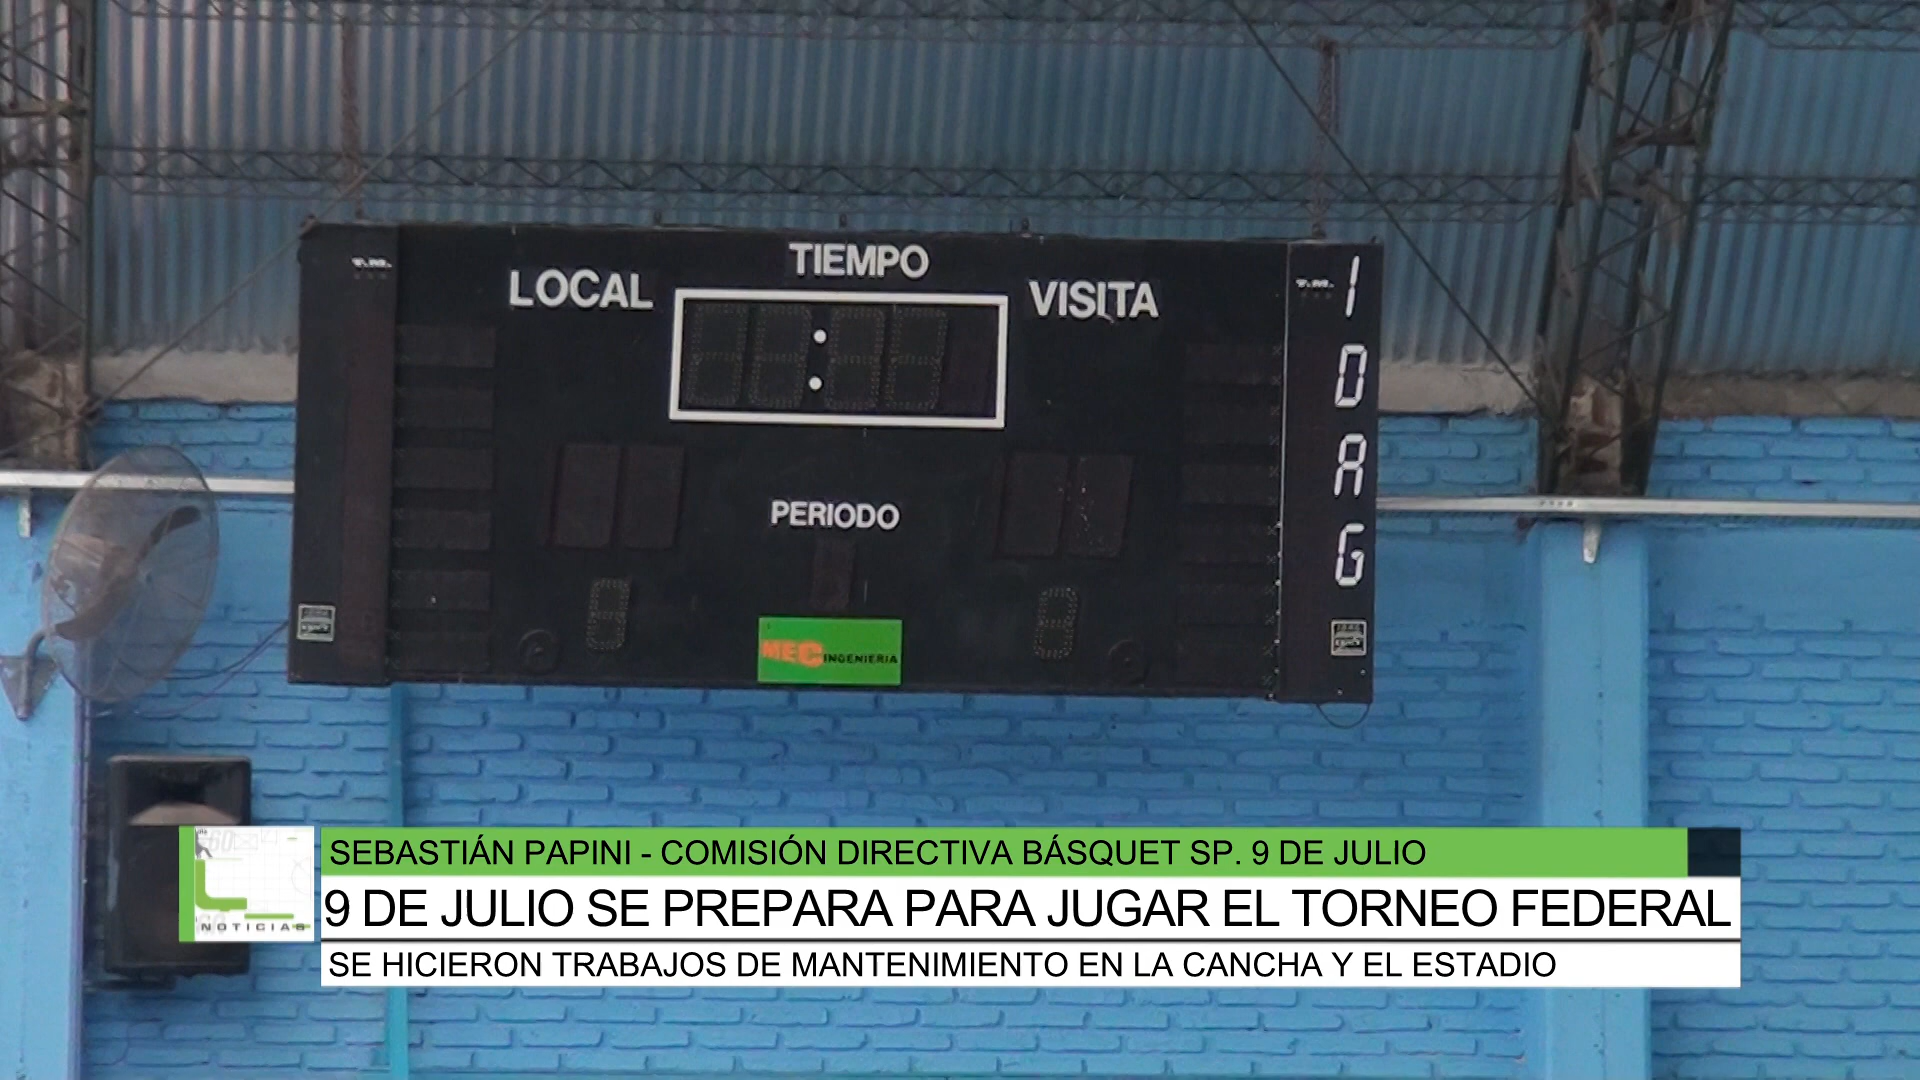 TIEMPO
LOCAL
VISITA
T.M.
T.M.
1
D
A
G
PERIODO
MEC INGENIERIA
SEBASTIÁN PAPINI - COMISIÓN DIRECTIVA BÁSQUET SP. 9 DE JULIO
9 DE JULIO SE PREPARA PARA JUGAR EL TORNEO FEDERAL
NOTICIAS
SE HICIERON TRABAJOS DE MANTENIMIENTO EN LA CANCHA Y EL ESTADIO